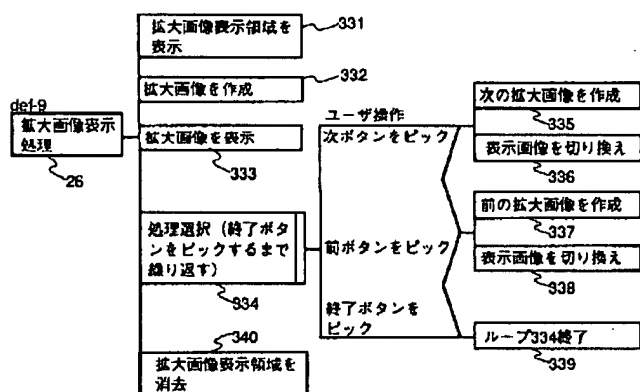 拡大画像表示領域を
表示
331
拡大画像を作成
332
def-9
拡大画像表示
処理
26
拡大画像を表示
333
処理選択（終了ボタ
ンをピックするまで
繰り返す）
334
340
拡大画像表示領域を
消去
ユーザ操作
次ボタンをピック
前ボタンをピック
終了ボタンを
ピック
次の拡大画像を作成
335
表示画像を切り換え
336
前の拡大画像を作成
337
表示画像を切り換え
338
ループ334終了
339